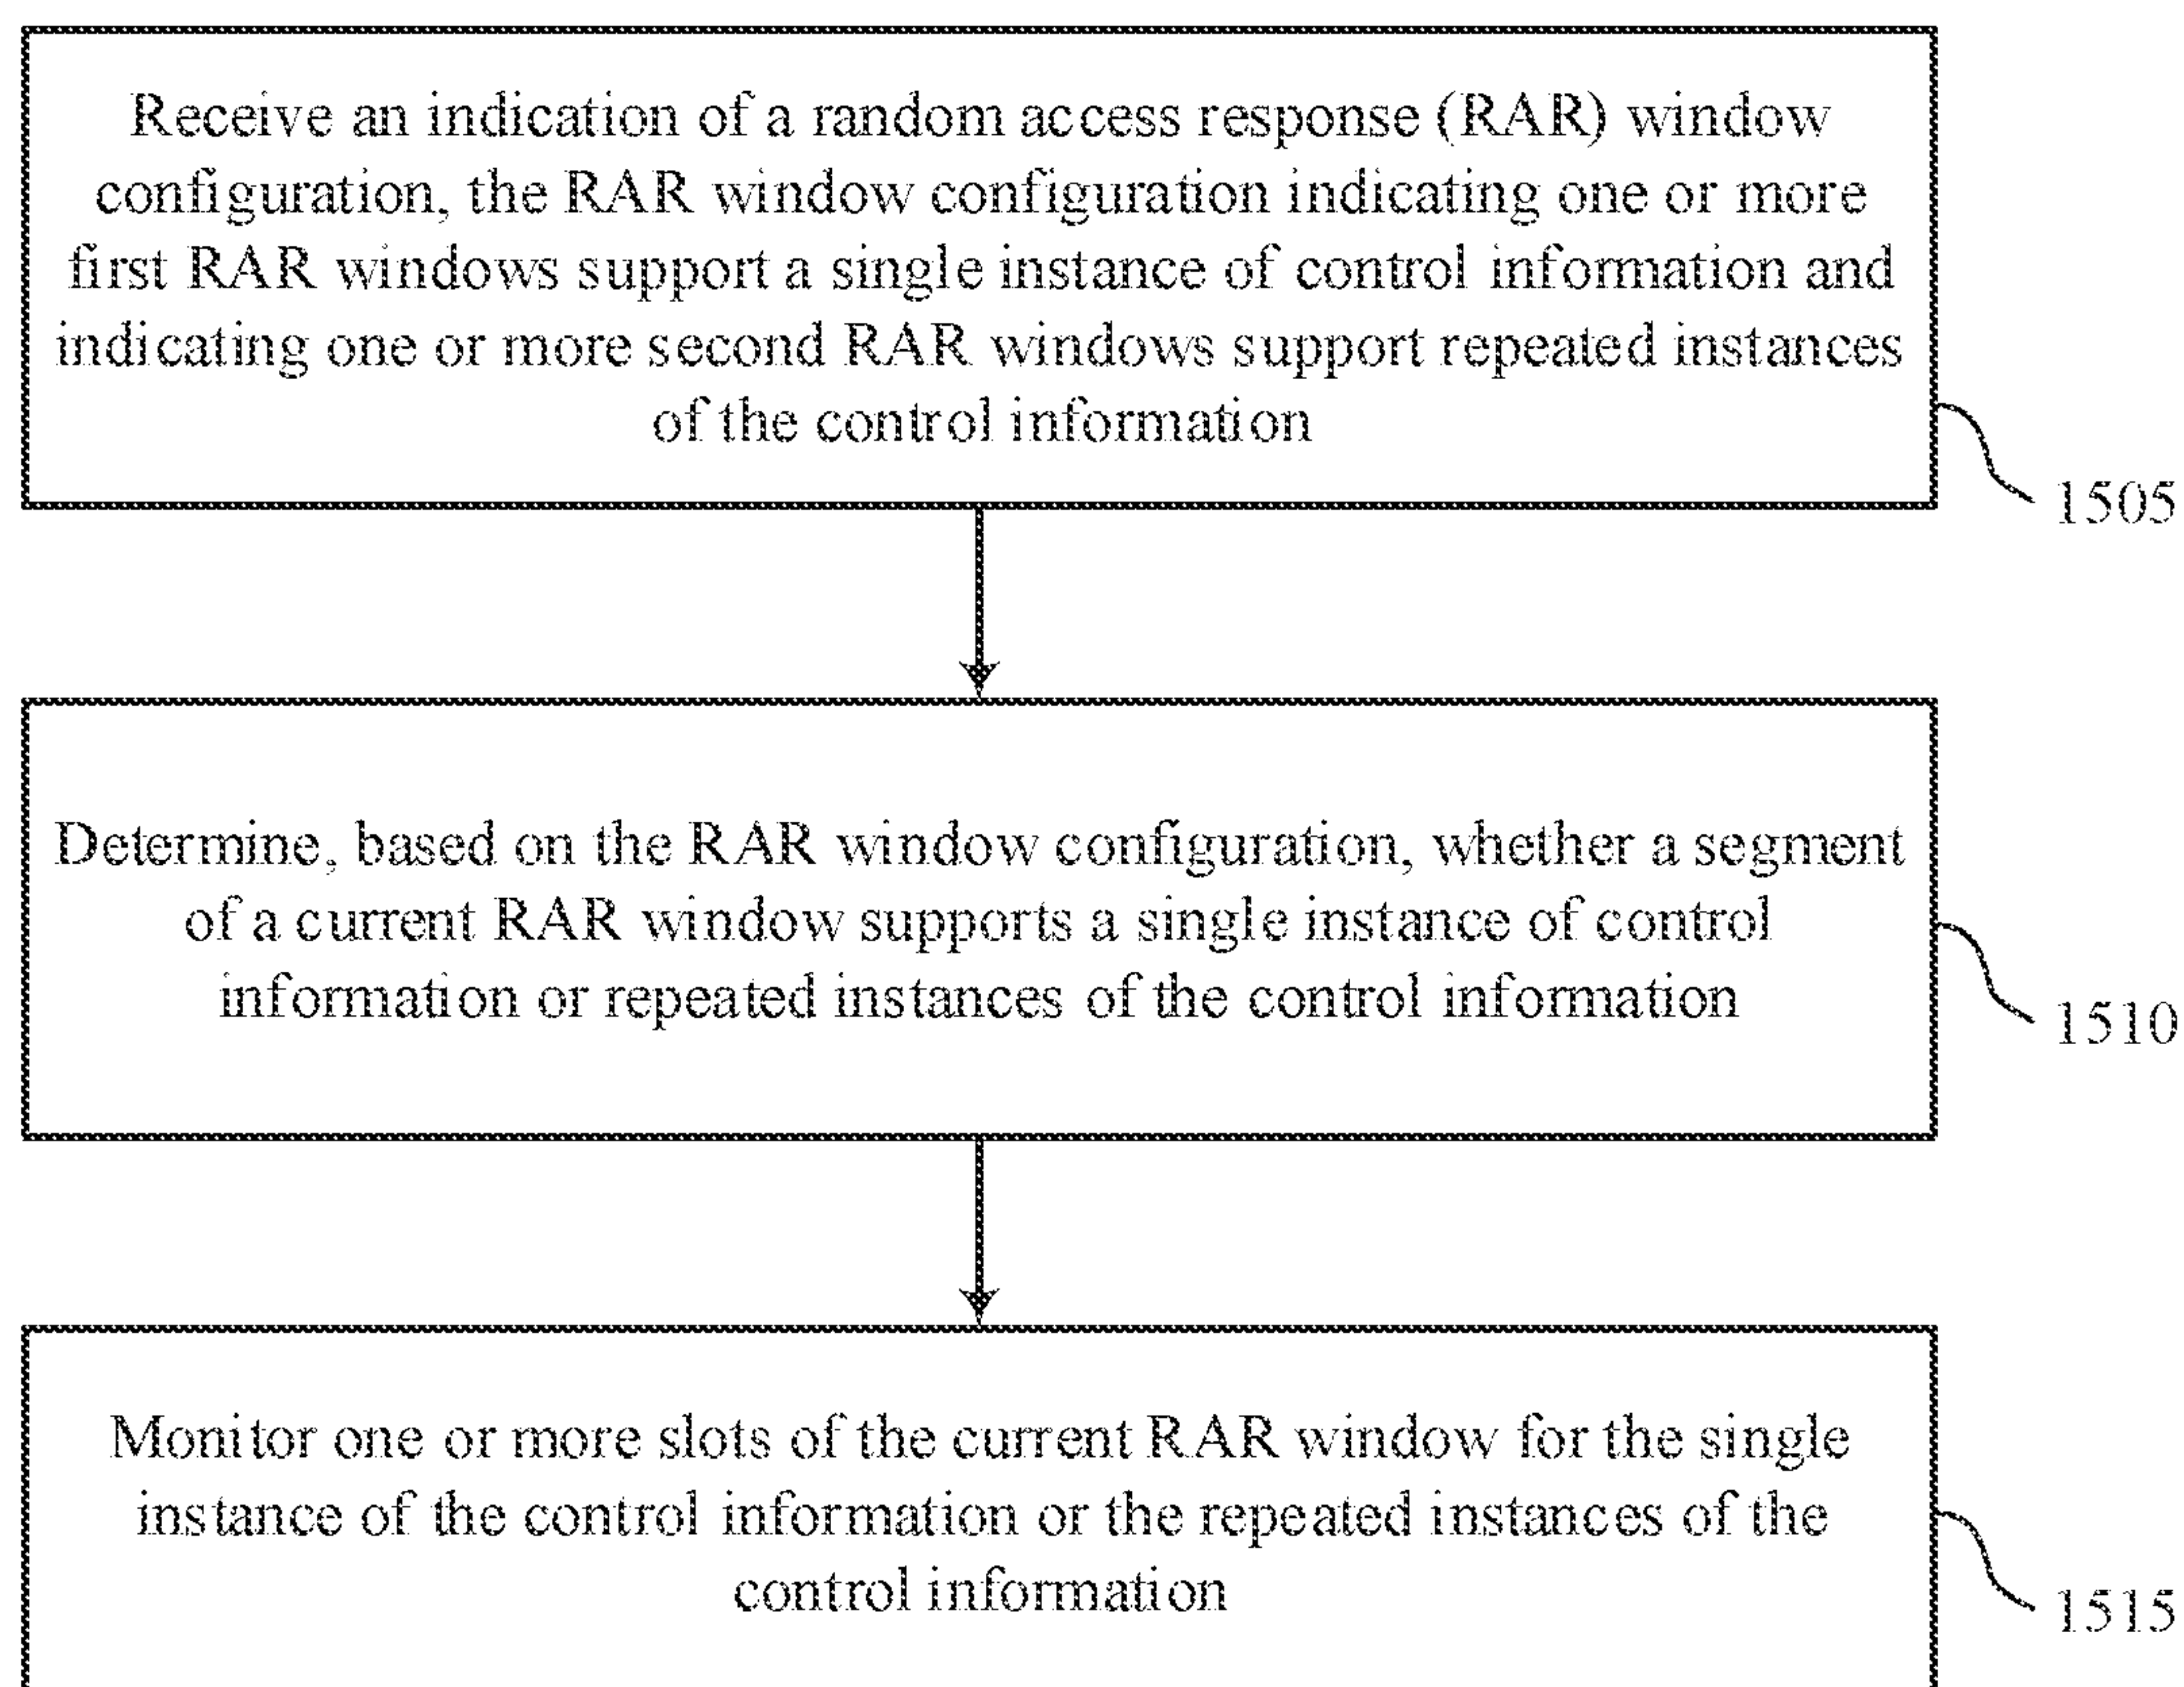 Receive an indication of a random access response (RAR) window
configuration, the RAR window configuration indicating one or more
first RAR windows support a single instance of control information and
indicating one or more second RAR windows support repeated instances
of the control information
1505
Determine, based on the RAR window configuration, whether a segment
of a current RAR window supports a single instance of control
information or repeated instances of the control information
1510
Monitor one or more slots of the current RAR window for the single
instance of the control information or the repeated instances of the
control information
1515